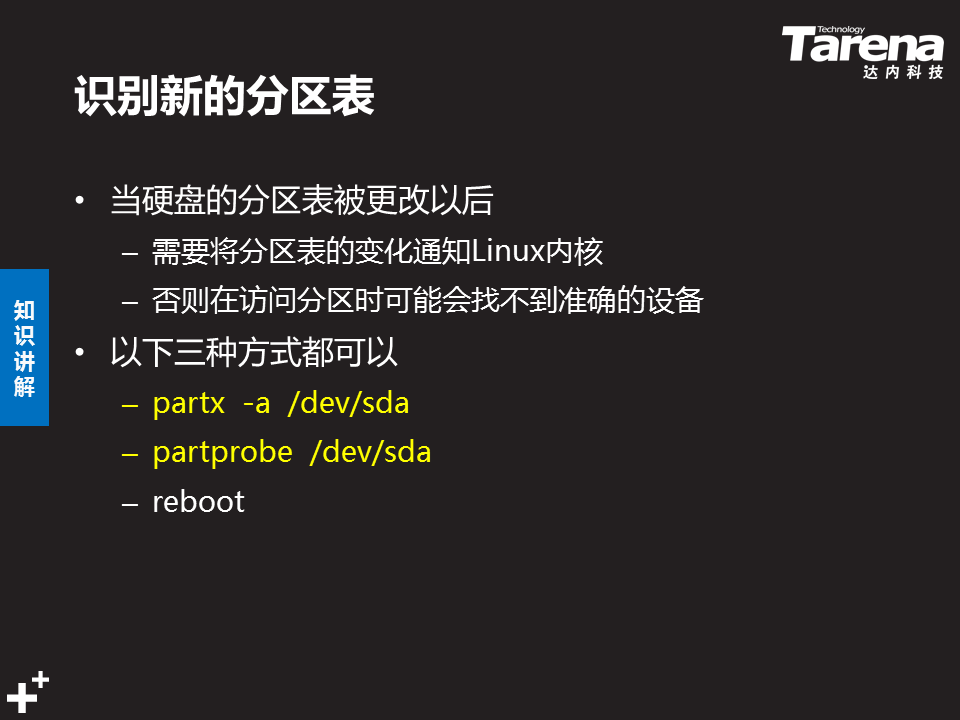 Technology
Tarena
达内科技
识别新的分区表
• 当硬盘的分区表被更改以后
– 需要将分区表的变化通知Linux内核
– 否则在访问分区时可能会找不到准确的设备
• 以下三种方式都可以
– partx -a /dev/sda
– partprobe /dev/sda
– reboot
知识讲解